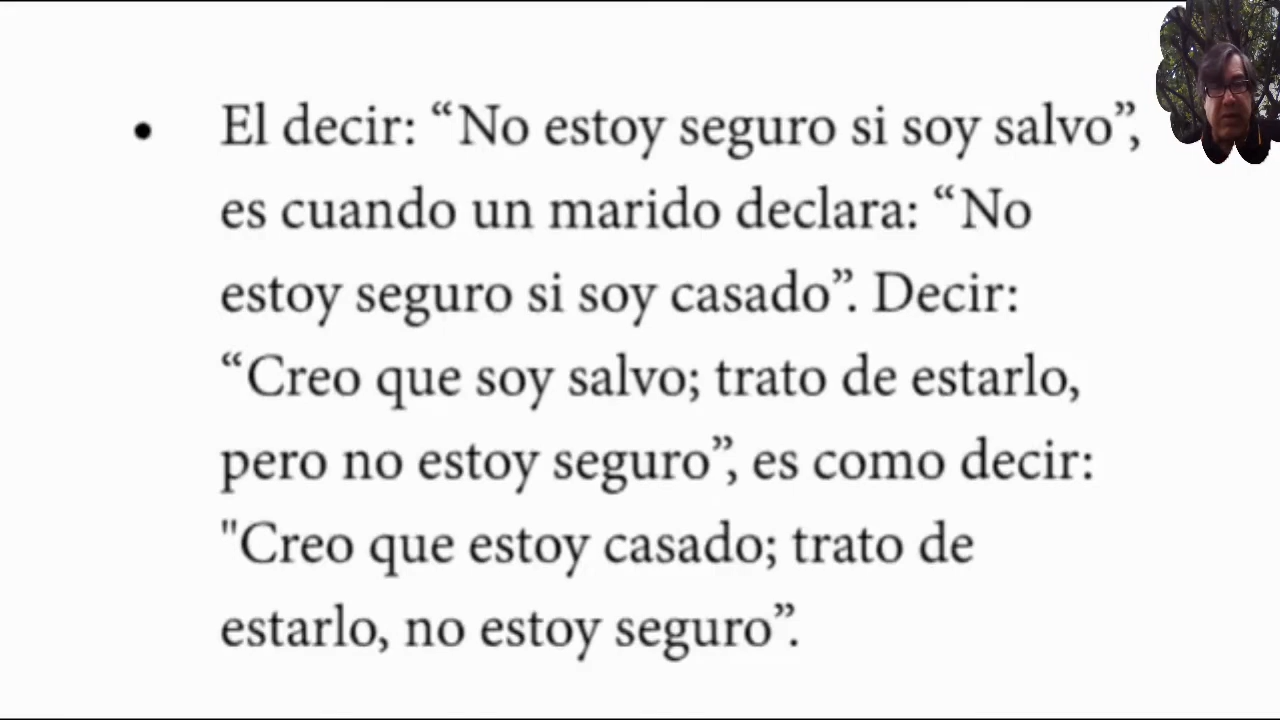 • El decir: “No estoy seguro si soy salvo”,
es cuando un marido declara: “No
estoy seguro si soy casado”. Decir:
“Creo que soy salvo; trato de estarlo,
pero no estoy seguro”, es como decir:
"Creo que estoy casado; trato de
estarlo, no estoy seguro”.